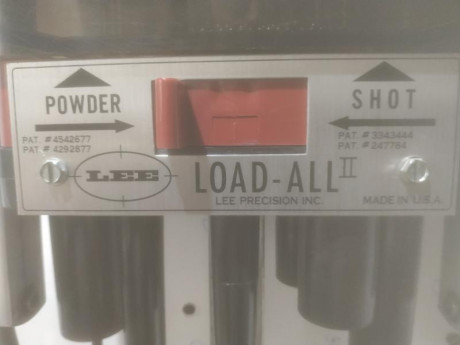 POWDER
PAT. #4542677
PAT. #4292877
SHOT
PAT. #3343444
PAT. #247784
LEE
LOAD-ALL II
LEE PRECISION INC.
MADE IN U.S.A.